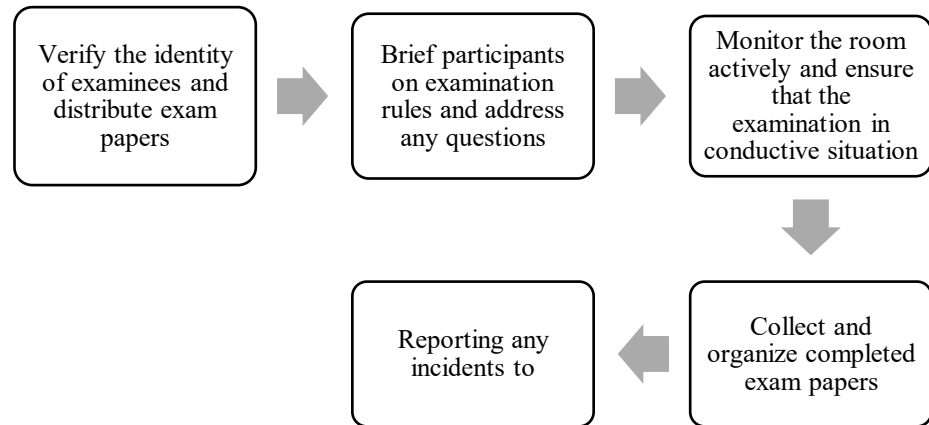 Verify the identity
of examinees and
distribute exam
papers
Brief participants
on examination
rules and address
any questions
Monitor the room
actively and ensure
that the
examination in
conductive situation
Collect and
organize completed
exam papers
Reporting any
incidents to